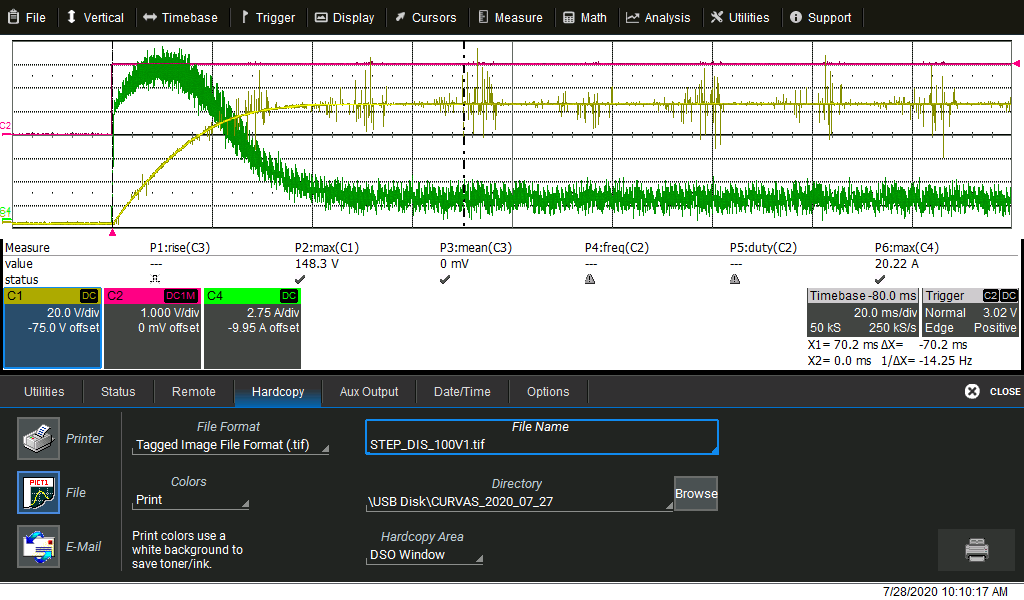 File Vertical Timebase Trigger Display Cursors Measure Math Analysis Utilities Support
C2
C4
Measure P1:rise(C3) P2:max(C1) P3:mean(C3) P4:freq(C2) P5:duty(C2) P6:max(C4)
value --- 148.3 V 0 mV --- --- 20.22 A
status
C1 DC C2 DC1M C4 DC Timebase -80.0 ms Trigger C2 DC
20.0 V/div 1.000 V/div 2.75 A/div 20.0 ms/div Normal 3.02 V
-75.0 V offset 0 mV offset -9.95 A offset 50 kS 250 kS/s Edge Positive
X1= 70.2 ms ΔX= -70.2 ms
X2= 0.0 ms 1/ΔX= -14.25 Hz
Utilities Status Remote Hardcopy Aux Output Date/Time Options CLOSE
Printer
File
E-Mail
File Format
Tagged Image File Format (.tif)
File Name
STEP_DIS_100V1.tif
Colors
Print
Directory
\USB Disk\CURVAS_2020_07_27
Browse
PICT1
Print colors use a
white background to
save toner/ink.
Hardcopy Area
DSO Window
7/28/2020 10:10:17 AM